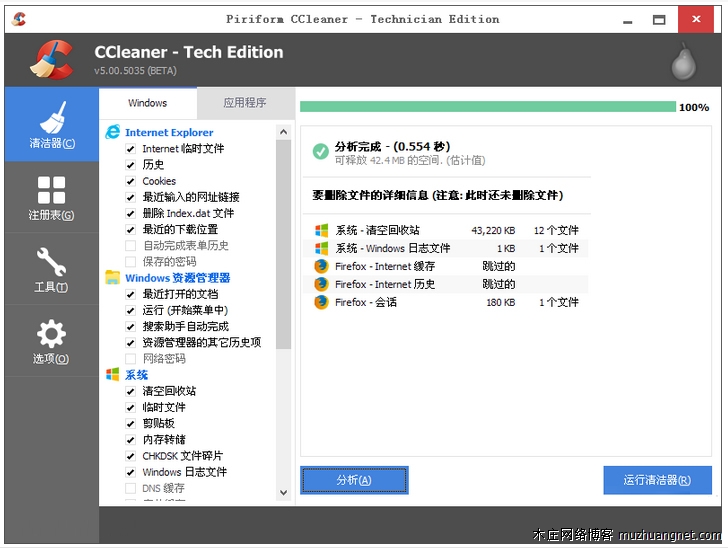 Piriform CCleaner - Technician Edition
CCleaner - Tech Edition
v5.00.5035 (BETA)
清洁器(C)
注册表(G)
工具(T)
选项(O)
Windows
应用程序
Internet Explorer
Internet 临时文件
历史
Cookies
最近输入的网址链接
删除 Index.dat 文件
最近的下载位置
自动完成表单历史
保存的密码
Windows 资源管理器
最近打开的文档
运行 (开始菜单中)
搜索助手自动完成
资源管理器的其它历史项
网络密码
系统
清空回收站
临时文件
剪贴板
内存转储
CHKDSK 文件碎片
Windows 日志文件
DNS 缓存
100%
分析完成 - (0.554 秒)
可释放 42.4 MB 的空间. (估计值)
要删除文件的详细信息 (注意: 此时还未删除文件)
系统 - 清空回收站 43,220 KB 12 个文件
系统 - Windows 日志文件 1 KB 1 个文件
Firefox - Internet 缓存 跳过的
Firefox - Internet 历史 跳过的
Firefox - 会话 180 KB 1 个文件
分析(A)
运行清洁器(R)
木庄网络博客 muzhuangnet.com